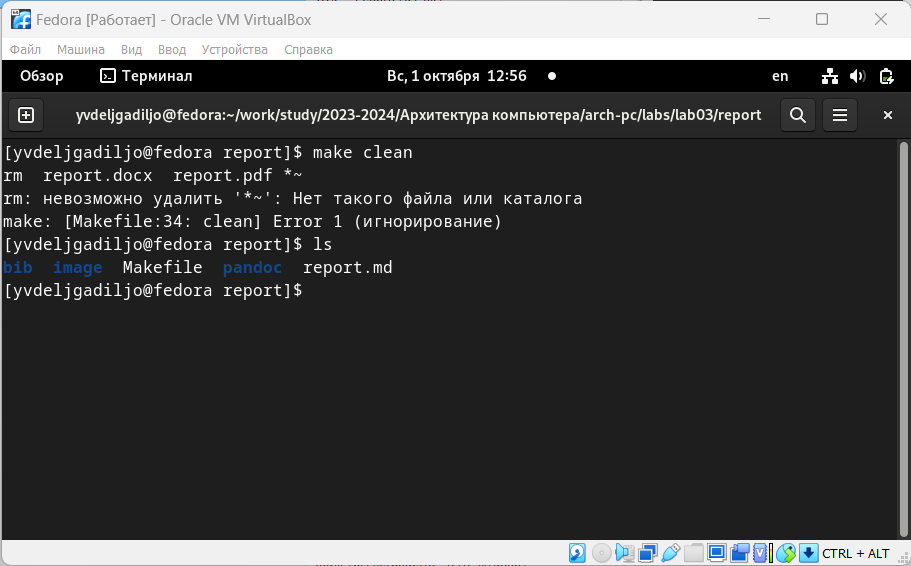 Fedora [Работает] - Oracle VM VirtualBox
Файл Машина Вид Ввод Устройства Справка
Обзор Терминал Вс, 1 октября 12:56 en
yvdeljgadiljo@fedora:~/work/study/2023-2024/Архитектура компьютера/arch-pc/labs/lab03/report
[yvdeljgadiljo@fedora report]$ make clean
rm report.docx report.pdf *~
rm: невозможно удалить '*~': Нет такого файла или каталога
make: [Makefile:34: clean] Error 1 (игнорирование)
[yvdeljgadiljo@fedora report]$ ls
bib image Makefile pandoc report.md
[yvdeljgadiljo@fedora report]$
CTRL + ALT